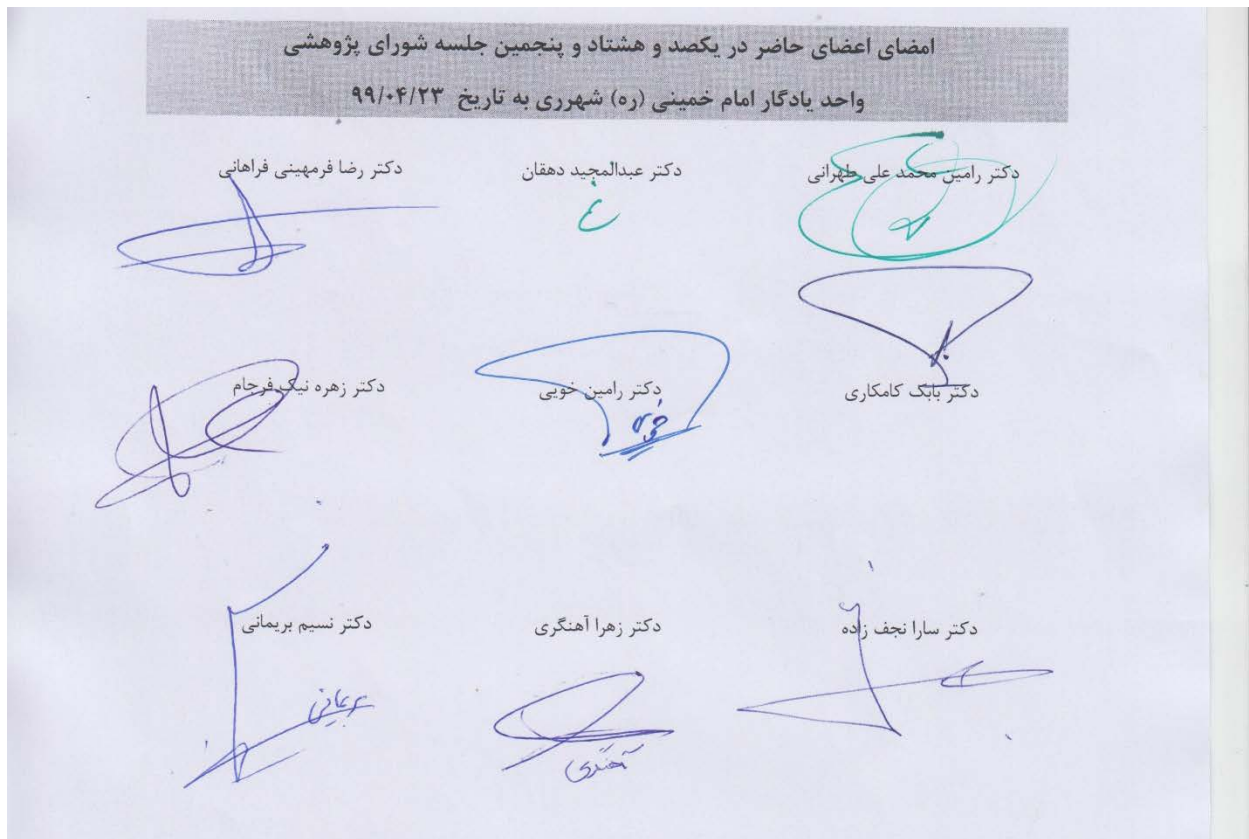 امضای اعضای حاضر در یکصد و هشتاد و پنجمین جلسه شورای پژوهشی
واحد یادگار امام خمینی (ره) شهرری به تاریخ ۹۹/۰۴/۲۳
دکتر رامین محمد علی طهرانی
دکتر عبدالمجید دهقان
دکتر رضا فرمهینی فراهانی
دکتر بابک کامکاری
دکتر رامین خویی
دکتر زهره نیک فرجام
دکتر سارا نجف زاده
دکتر زهرا آهنگری
دکتر نسیم بریمانی
بریمانی
آهنگری